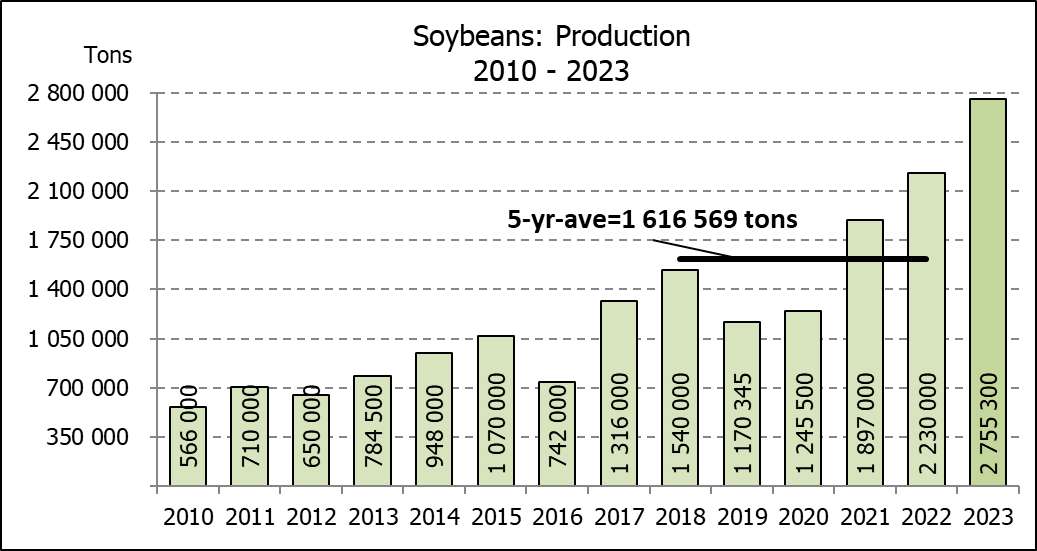 Soybeans: Production
2010 - 2023
Tons
2 800 000
2 450 000
2 100 000
1 750 000
1 400 000
1 050 000
700 000
350 000
5-yr-ave=1 616 569 tons
566 000
710 000
650 000
784 500
948 000
1 070 000
742 000
1 316 000
1 540 000
1 170 345
1 245 500
1 897 000
2 230 000
2 755 300
2010 2011 2012 2013 2014 2015 2016 2017 2018 2019 2020 2021 2022 2023